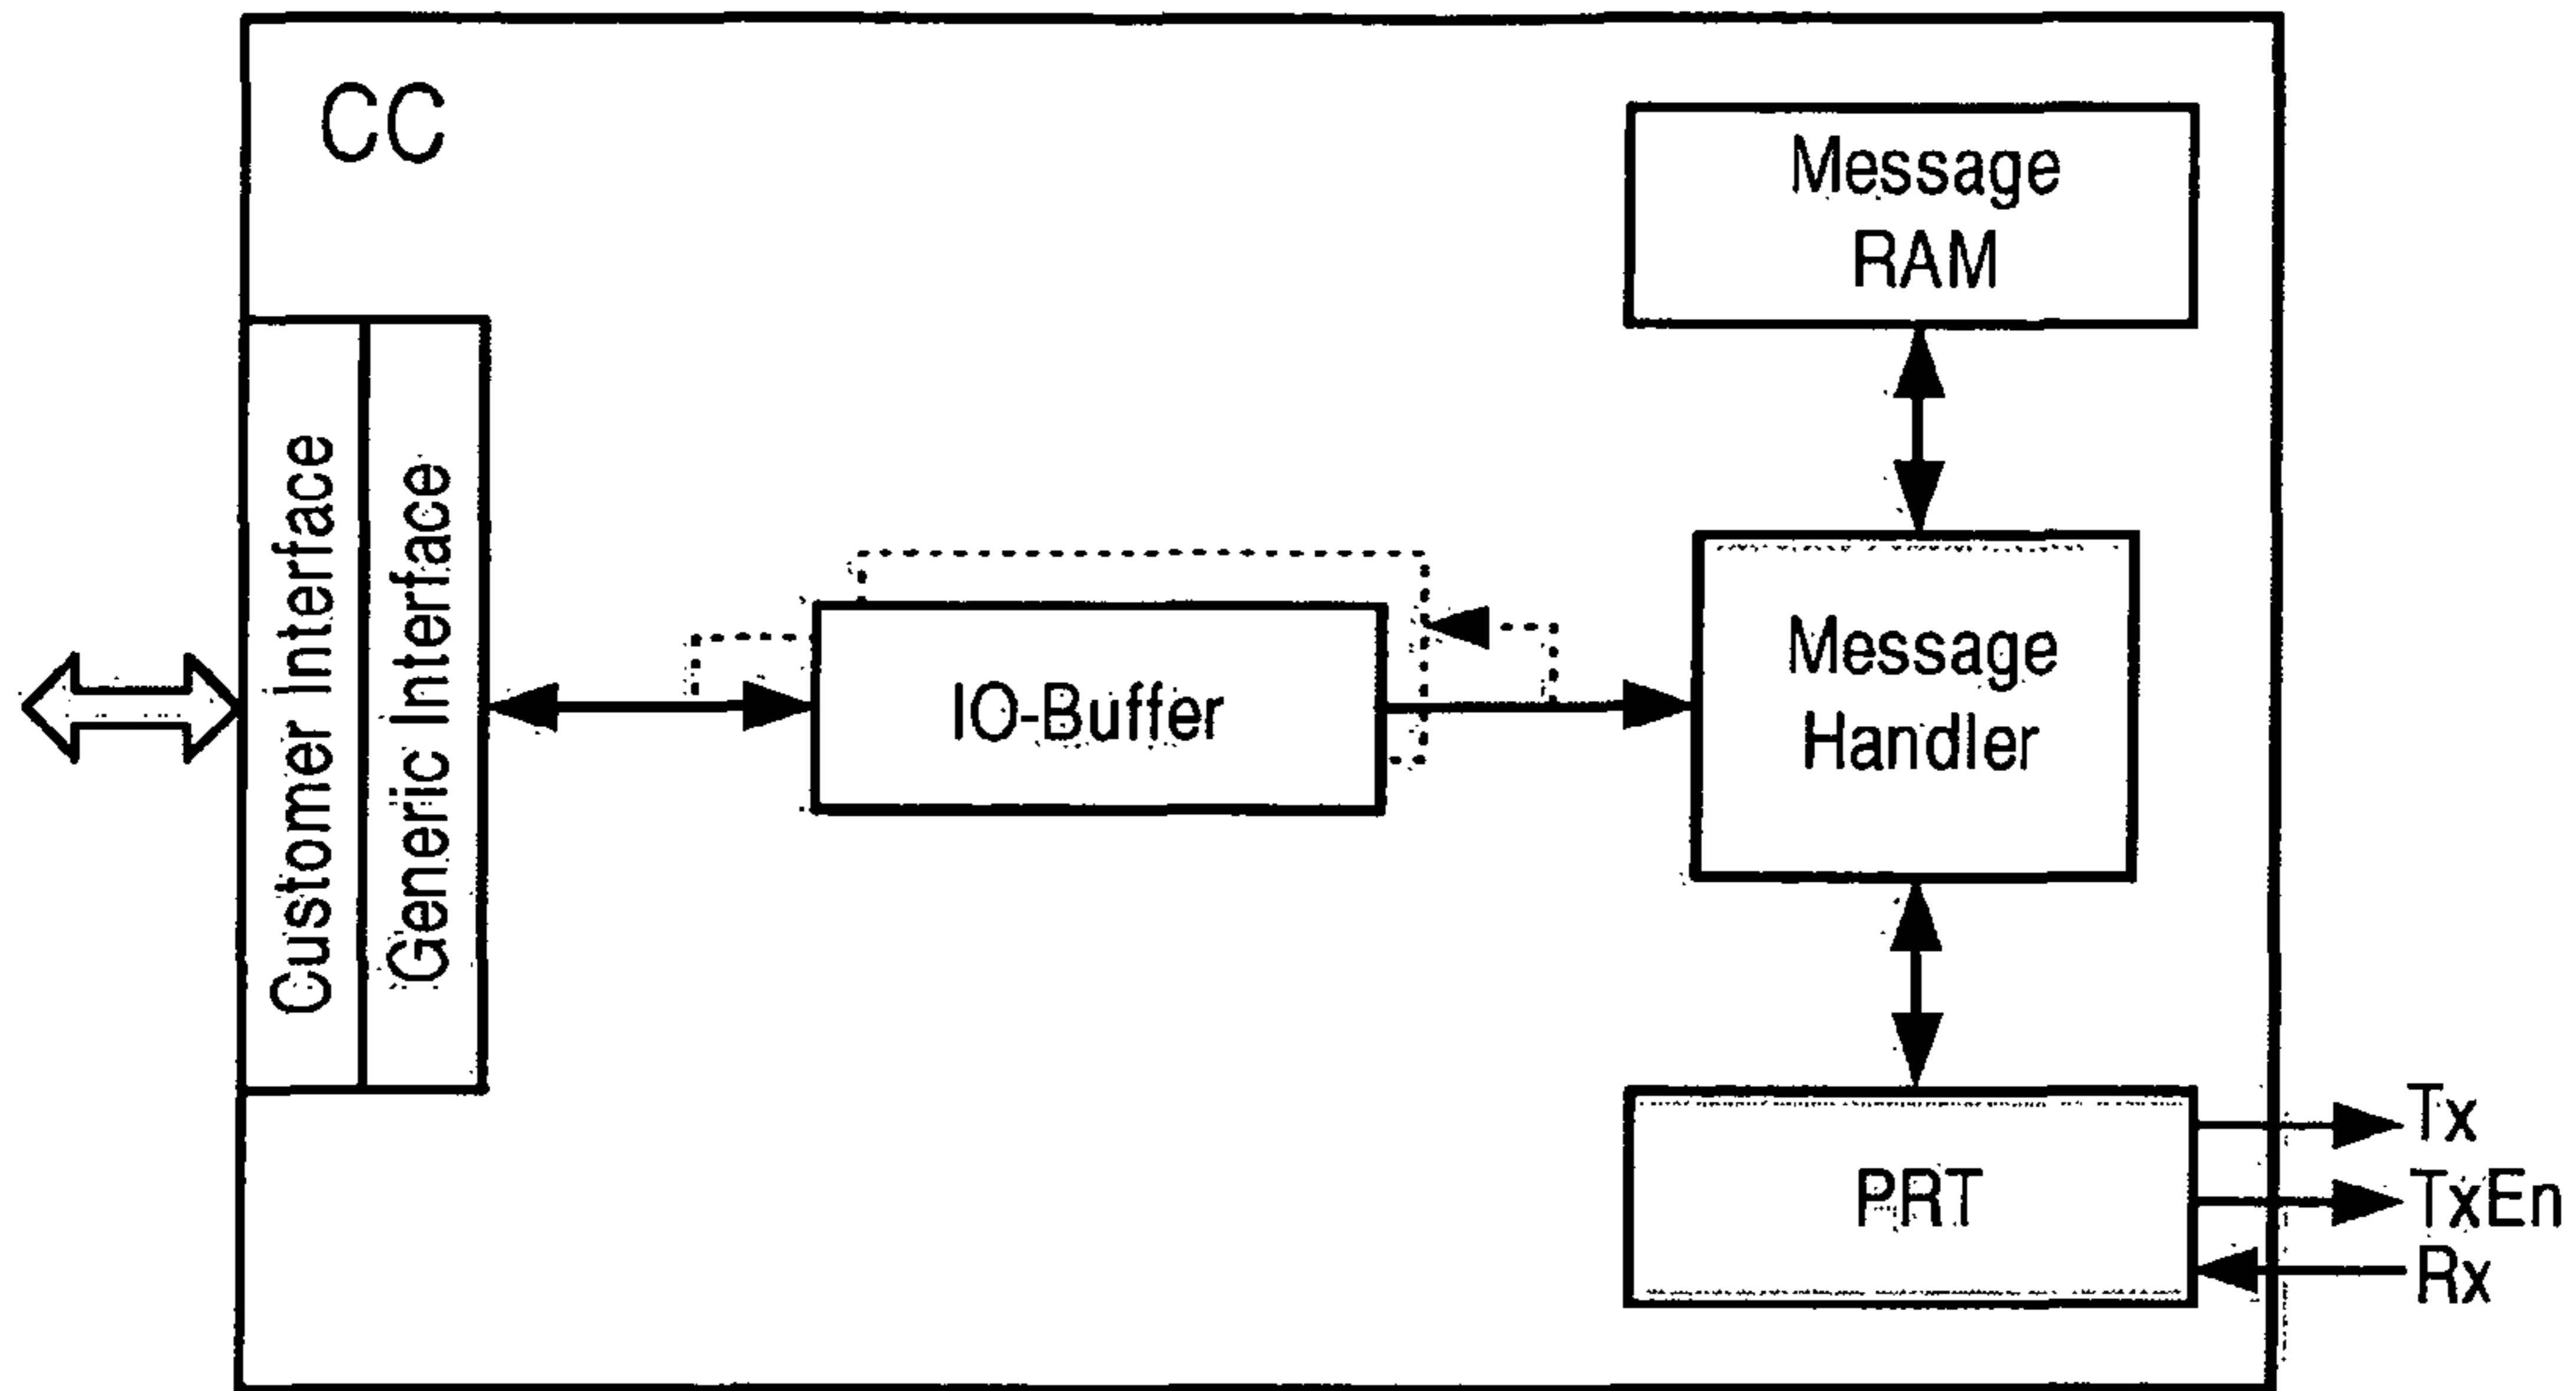 CC
Message
RAM
Customer Interface
Generic Interface
IO-Buffer
Message
Handler
PRT
Tx
TxEn
Rx